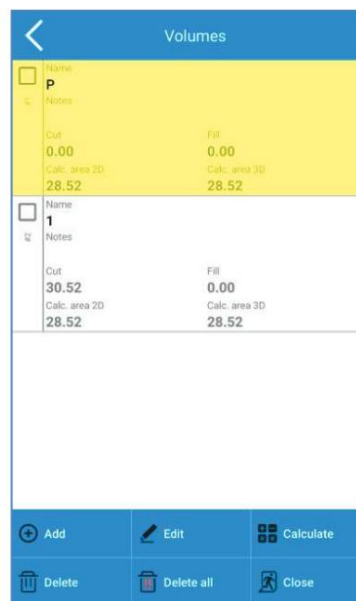 Volumes
Name
P
#1
Notes
Cut Fill
0.00 0.00
Calc. area 2D Calc. area 3D
28.52 28.52
Name
1
#2
Notes
Cut Fill
30.52 0.00
Calc. area 2D Calc. area 3D
28.52 28.52
Add Edit Calculate
Delete Delete all Close